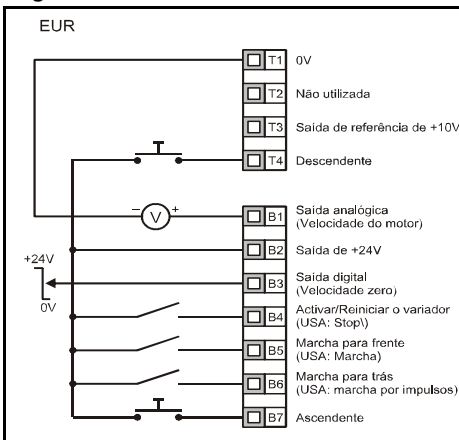 EUR
T1 0V
T2 Não utilizada
T3 Saída de referência de +10V
T4 Descendente
B1 Saída analógica
(Velocidade do motor)
− V +
B2 Saída de +24V
+24V
0V
B3 Saída digital
(Velocidade zero)
B4 Activar/Reiniciar o variador
(USA: Stop\)
B5 Marcha para frente
(USA: Marcha)
B6 Marcha para trás
(USA: marcha por impulsos)
B7 Ascendente